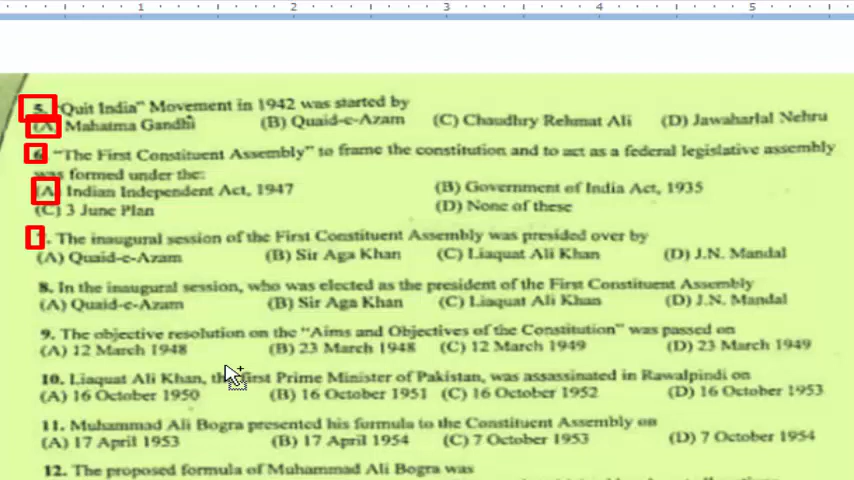 1 2 3 4 5
5. "Quit India" Movement in 1942 was started by
(A) Mahatma Gandhi (B) Quaid-e-Azam (C) Chaudhry Rehmat Ali (D) Jawaharlal Nehru
6. "The First Constituent Assembly" to frame the constitution and to act as a federal legislative assembly
was formed under the:
(A) Indian Independent Act, 1947 (B) Government of India Act, 1935
(C) 3 June Plan (D) None of these
7. The inaugural session of the First Constituent Assembly was presided over by
(A) Quaid-e-Azam (B) Sir Aga Khan (C) Liaquat Ali Khan (D) J.N. Mandal
8. In the inaugural session, who was elected as the president of the First Constituent Assembly
(A) Quaid-e-Azam (B) Sir Aga Khan (C) Liaquat Ali Khan (D) J.N. Mandal
9. The objective resolution on the "Aims and Objectives of the Constitution" was passed on
(A) 12 March 1948 (B) 23 March 1948 (C) 12 March 1949 (D) 23 March 1949
10. Liaquat Ali Khan, the first Prime Minister of Pakistan, was assassinated in Rawalpindi on
(A) 16 October 1950 (B) 16 October 1951 (C) 16 October 1952 (D) 16 October 1953
11. Muhammad Ali Bogra presented his formula to the Constituent Assembly on
(A) 17 April 1953 (B) 17 April 1954 (C) 7 October 1953 (D) 7 October 1954
12. The proposed formula of Muhammad Ali Bogra was